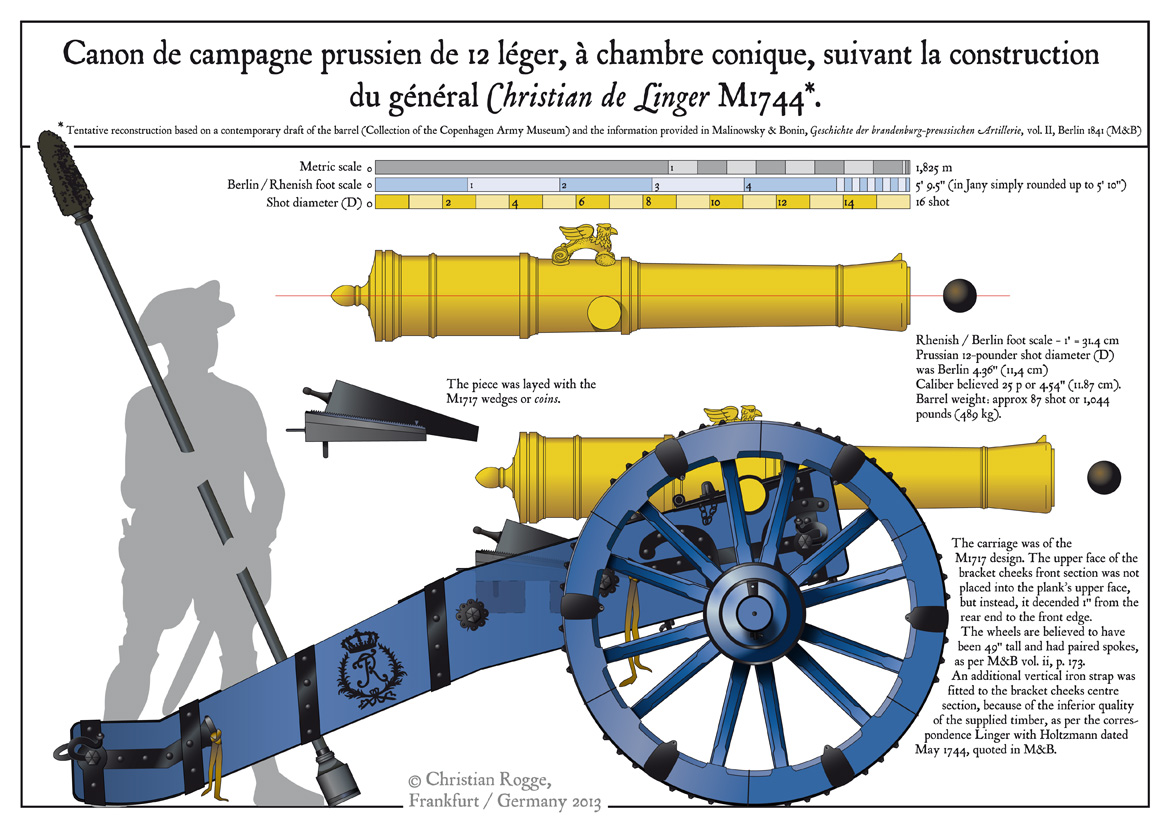 Canon de campagne prussien de 12 léger, à chambre conique, suivant la construction
du général Christian de Linger M1744*.
* Tentative reconstruction based on a contemporary draft of the barrel (Collection of the Copenhagen Army Museum) and the information provided in Malinowsky & Bonin, Geschichte der brandenburg-preussischen Artillerie, vol. II, Berlin 1841 (M&B)
Metric scale 0 1 1,825 m
Berlin / Rhenish foot scale 0 1 2 3 4 5' 9.5" (in Jany simply rounded up to 5' 10")
Shot diameter (D) 0 2 4 6 8 10 12 14 16 shot
Rhenish / Berlin foot scale - 1' = 31.4 cm
Prussian 12-pounder shot diameter (D)
was Berlin 4.36" (11,4 cm)
Caliber believed 25 p or 4.54" (11.87 cm).
Barrel weight: approx 87 shot or 1,044
pounds (489 kg).
The piece was layed with the
M1717 wedges or coins.
The carriage was of the
M1717 design. The upper face of the
bracket cheeks front section was not
placed into the plank's upper face,
but instead, it decended 1" from the
rear end to the front edge.
The wheels are believed to have
been 49" tall and had paired spokes,
as per M&B vol. ii, p. 173.
An additional vertical iron strap was
fitted to the bracket cheeks centre
section, because of the inferior quality
of the supplied timber, as per the corres-
pondence Linger with Holtzmann dated
May 1744, quoted in M&B.
FR
© Christian Rogge,
Frankfurt / Germany 2013